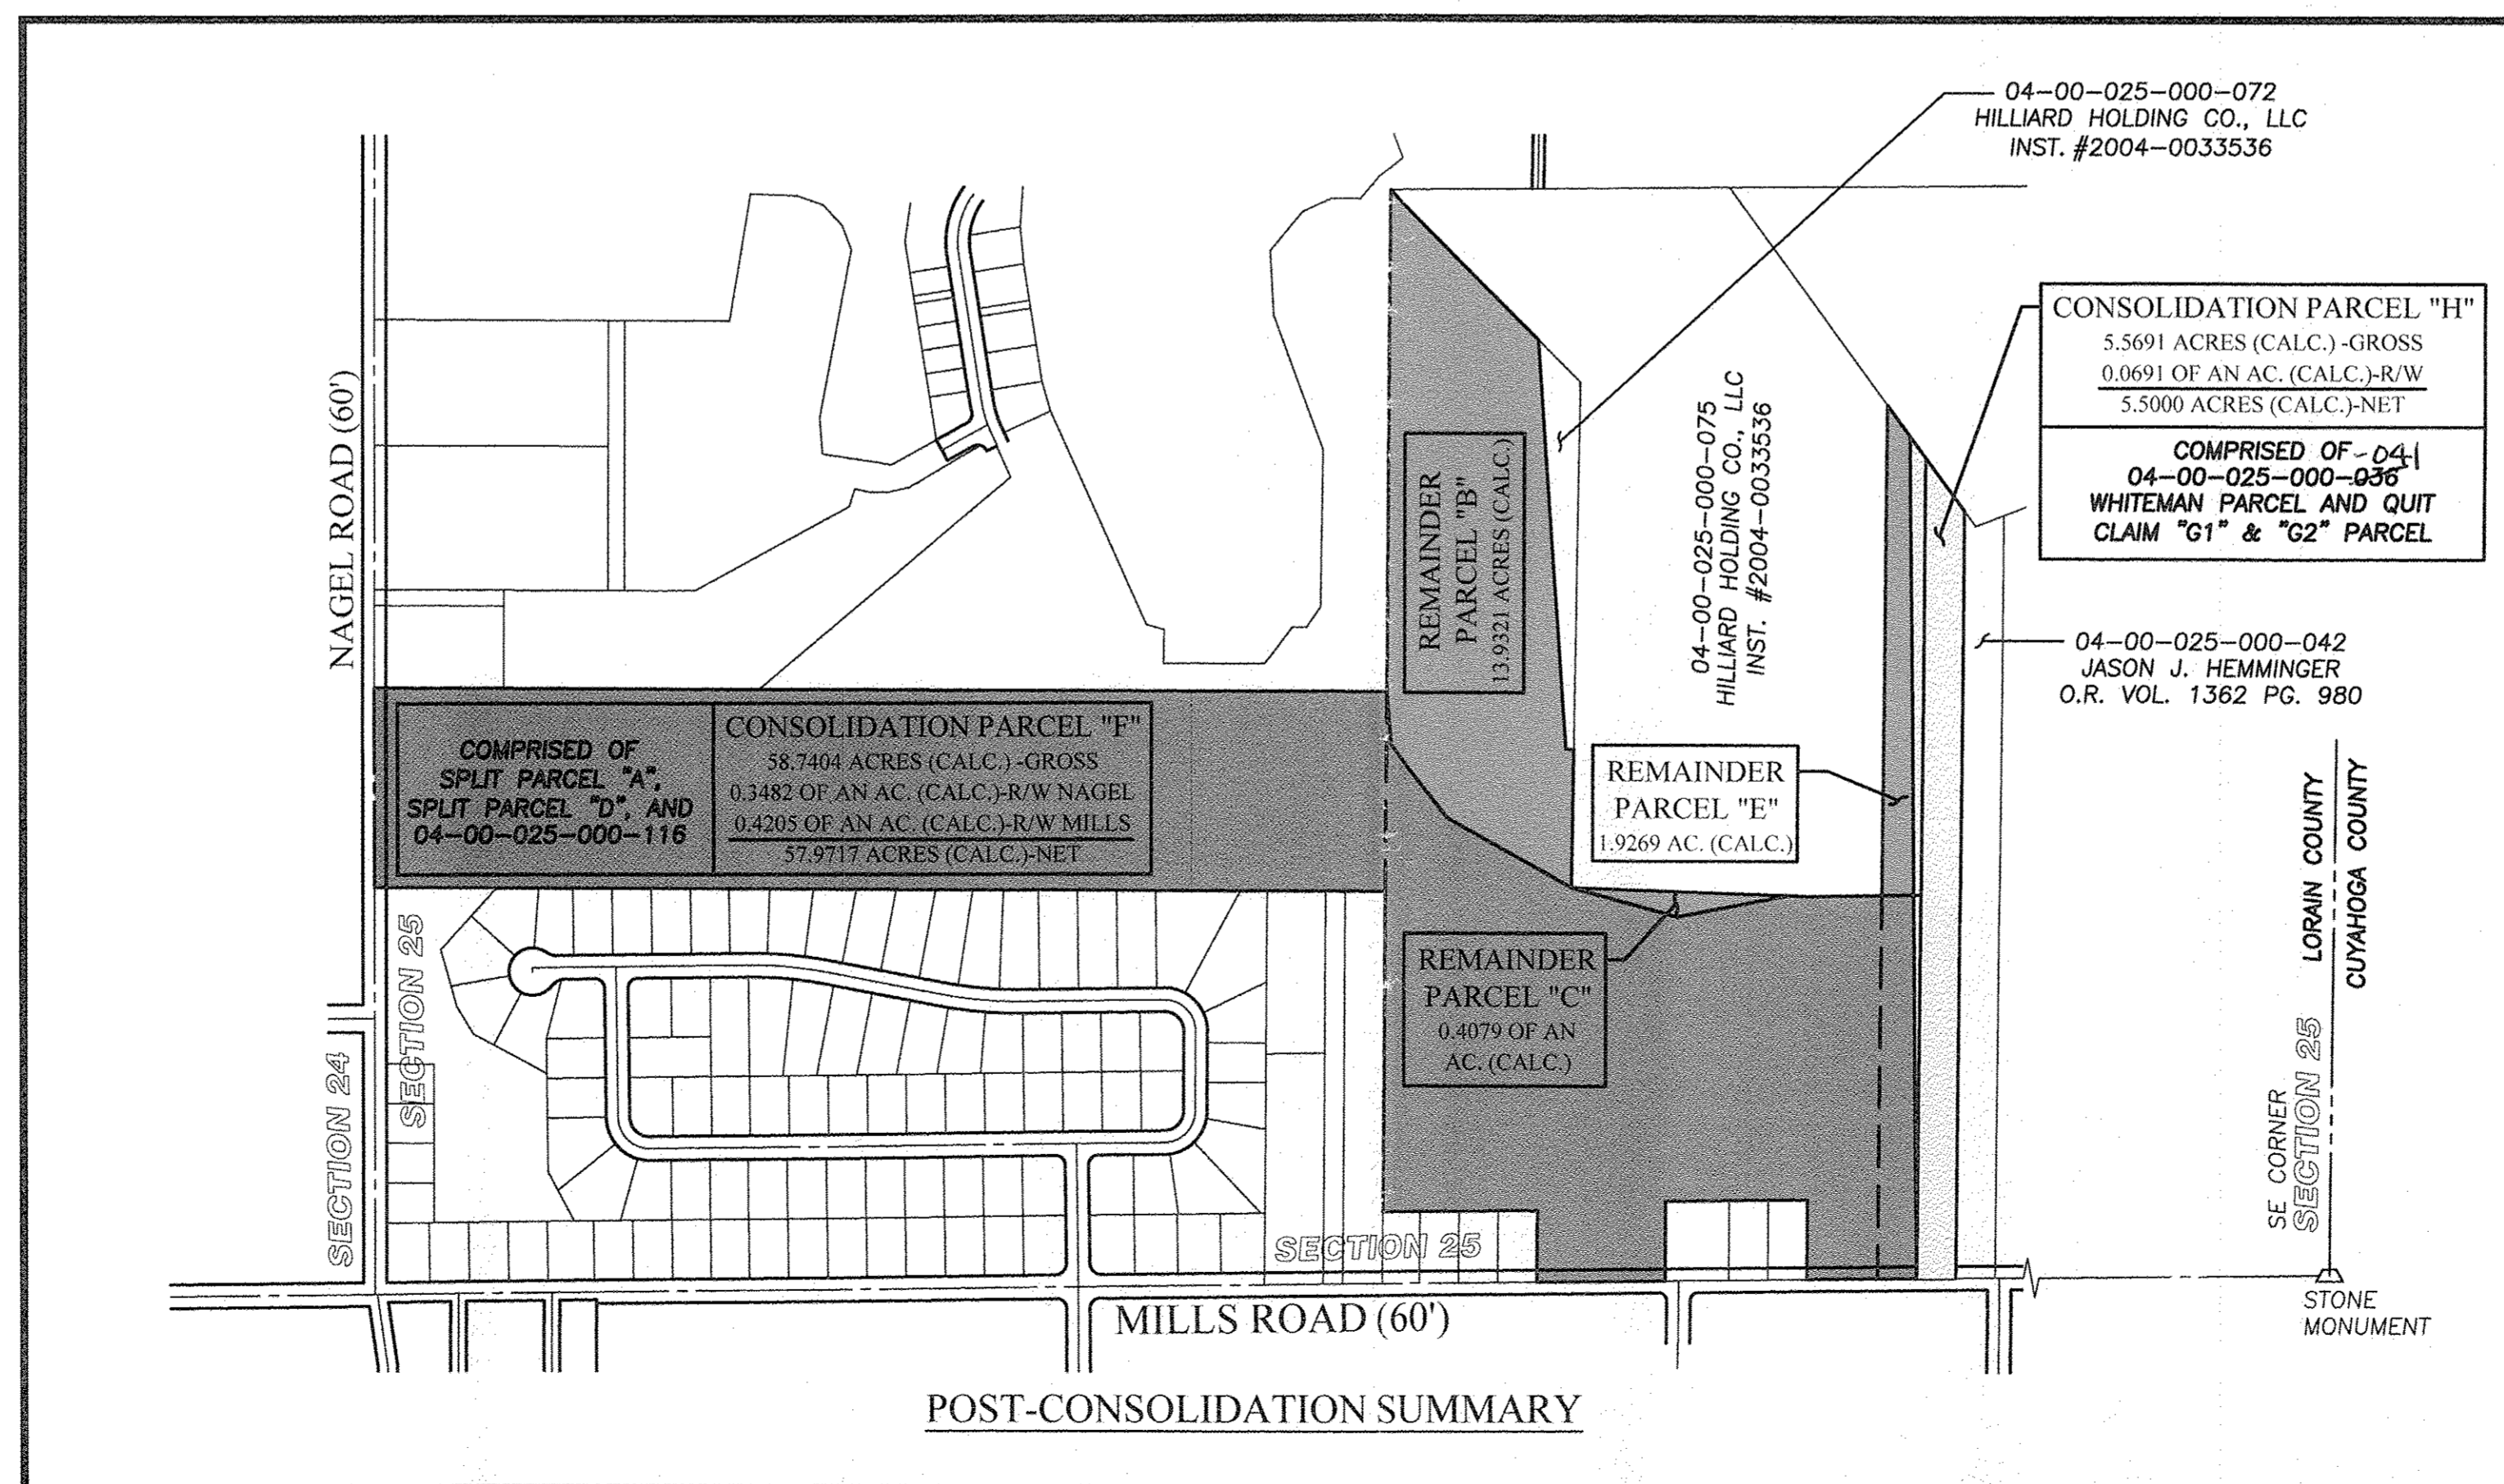 04-00-025-000-072
HILLIARD HOLDING CO., LLC
INST. #2004-0033536
CONSOLIDATION PARCEL "H"
5.5691 ACRES (CALC.) -GROSS
0.0691 OF AN AC. (CALC.)-R/W
5.5000 ACRES (CALC.)-NET
COMPRISED OF -041
04-00-025-000-036
WHITEMAN PARCEL AND QUIT
CLAIM "G1" & "G2" PARCEL
NAGEL ROAD (60')
REMAINDER
PARCEL "B"
13.9321 ACRES (CALC.)
04-00-025-000-075
HILLIARD HOLDING CO., LLC
INST. #2004-0033536
04-00-025-000-042
JASON J. HEMMINGER
O.R. VOL. 1362 PG. 980
COMPRISED OF
SPLIT PARCEL "A",
SPLIT PARCEL "D", AND
04-00-025-000-116
CONSOLIDATION PARCEL "F"
58.7404 ACRES (CALC.) -GROSS
0.3482 OF AN AC. (CALC.)-R/W NAGEL
0.4205 OF AN AC. (CALC.)-R/W MILLS
57.9717 ACRES (CALC.)-NET
REMAINDER
PARCEL "E"
1.9269 AC. (CALC.)
LORAIN COUNTY
CUYAHOGA COUNTY
REMAINDER
PARCEL "C"
0.4079 OF AN
AC. (CALC.)
SECTION 24
SECTION 25
SECTION 25
SE CORNER
SECTION 25
STONE
MONUMENT
MILLS ROAD (60')
POST-CONSOLIDATION SUMMARY